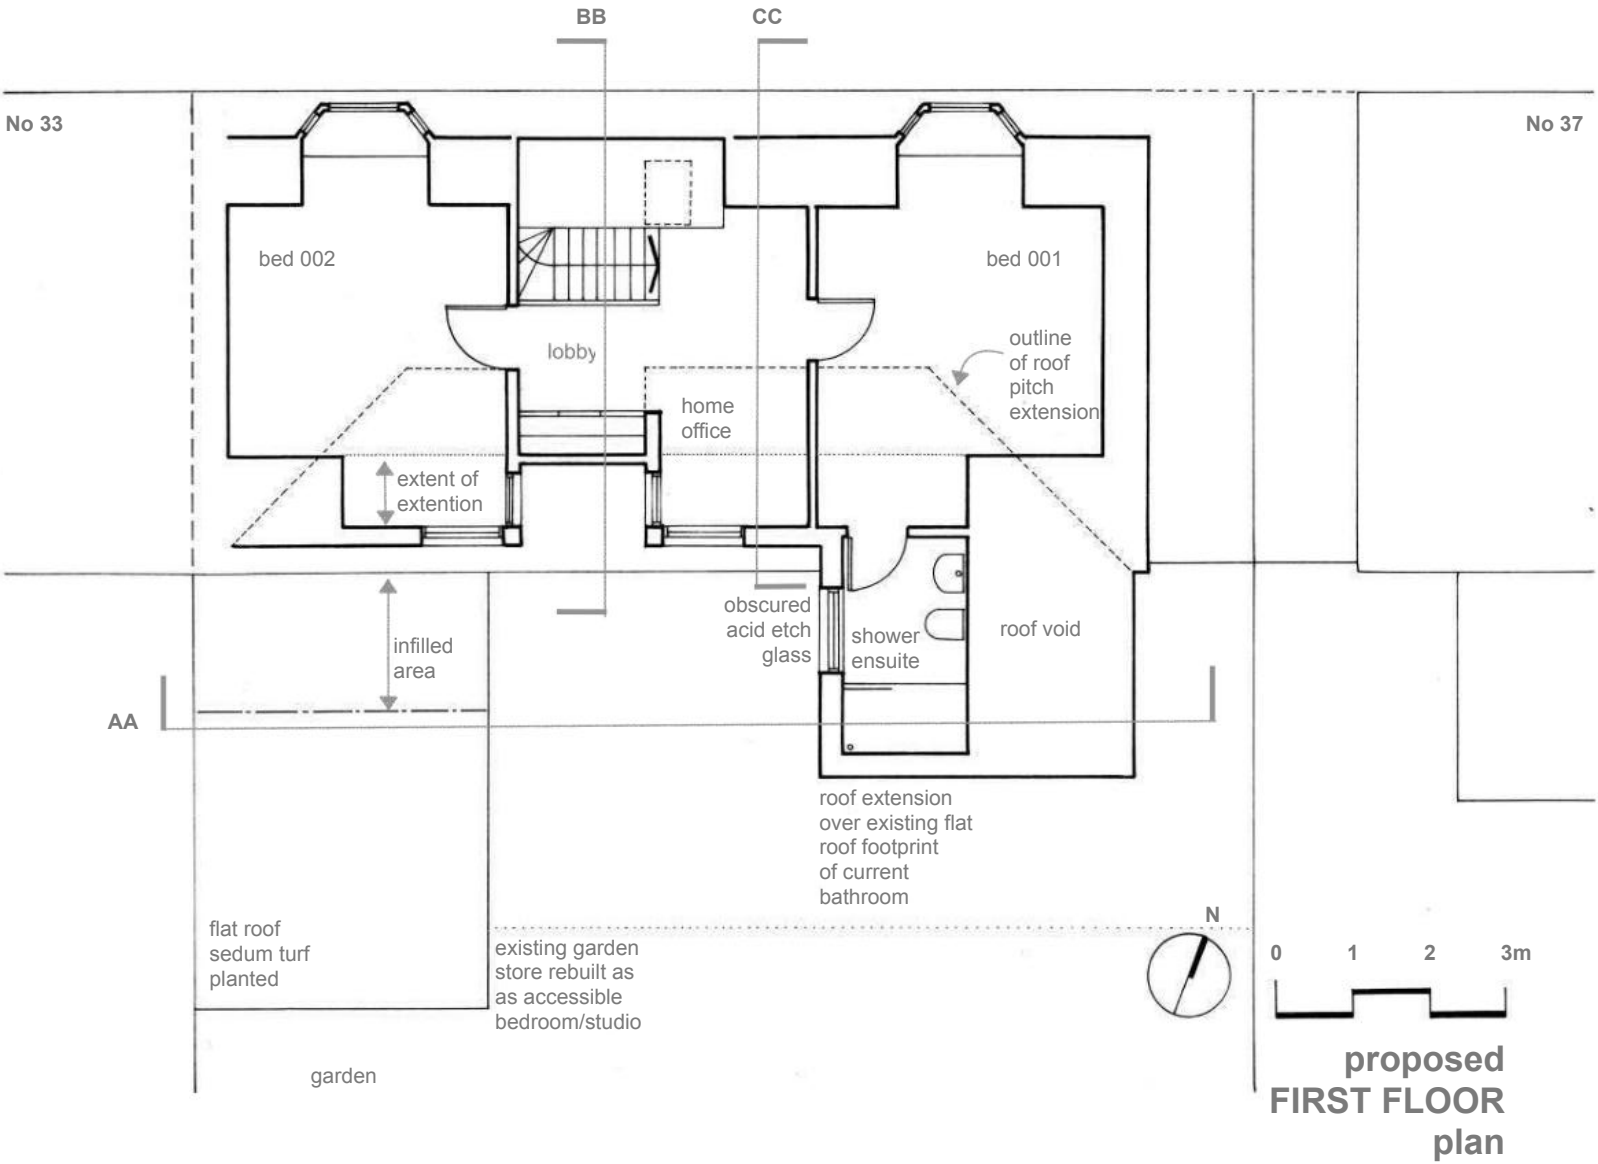 BB
CC
No 33
No 37
bed 002
bed 001
lobby
outline
of roof
pitch
extension
home
office
extent of
extention
obscured
acid etch
glass
infilled
area
shower
ensuite
roof void
AA
roof extension
over existing flat
roof footprint
of current
bathroom
flat roof
sedum turf
planted
existing garden
store rebuilt as
as accessible
bedroom/studio
garden
N
0 1 2 3m
proposed
FIRST FLOOR
plan